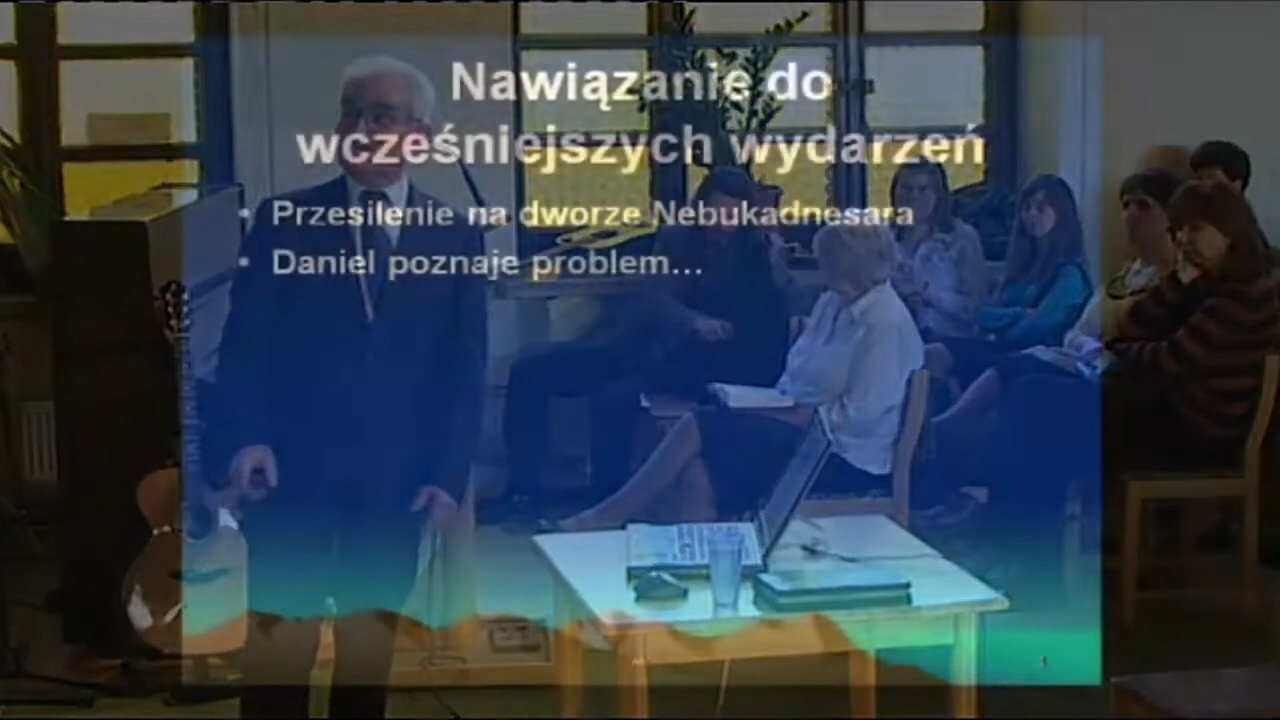 Nawiązanie do
wcześniejszych wydarzeń
• Przesilenie na dworze Nebukadnesara
• Daniel poznaje problem...